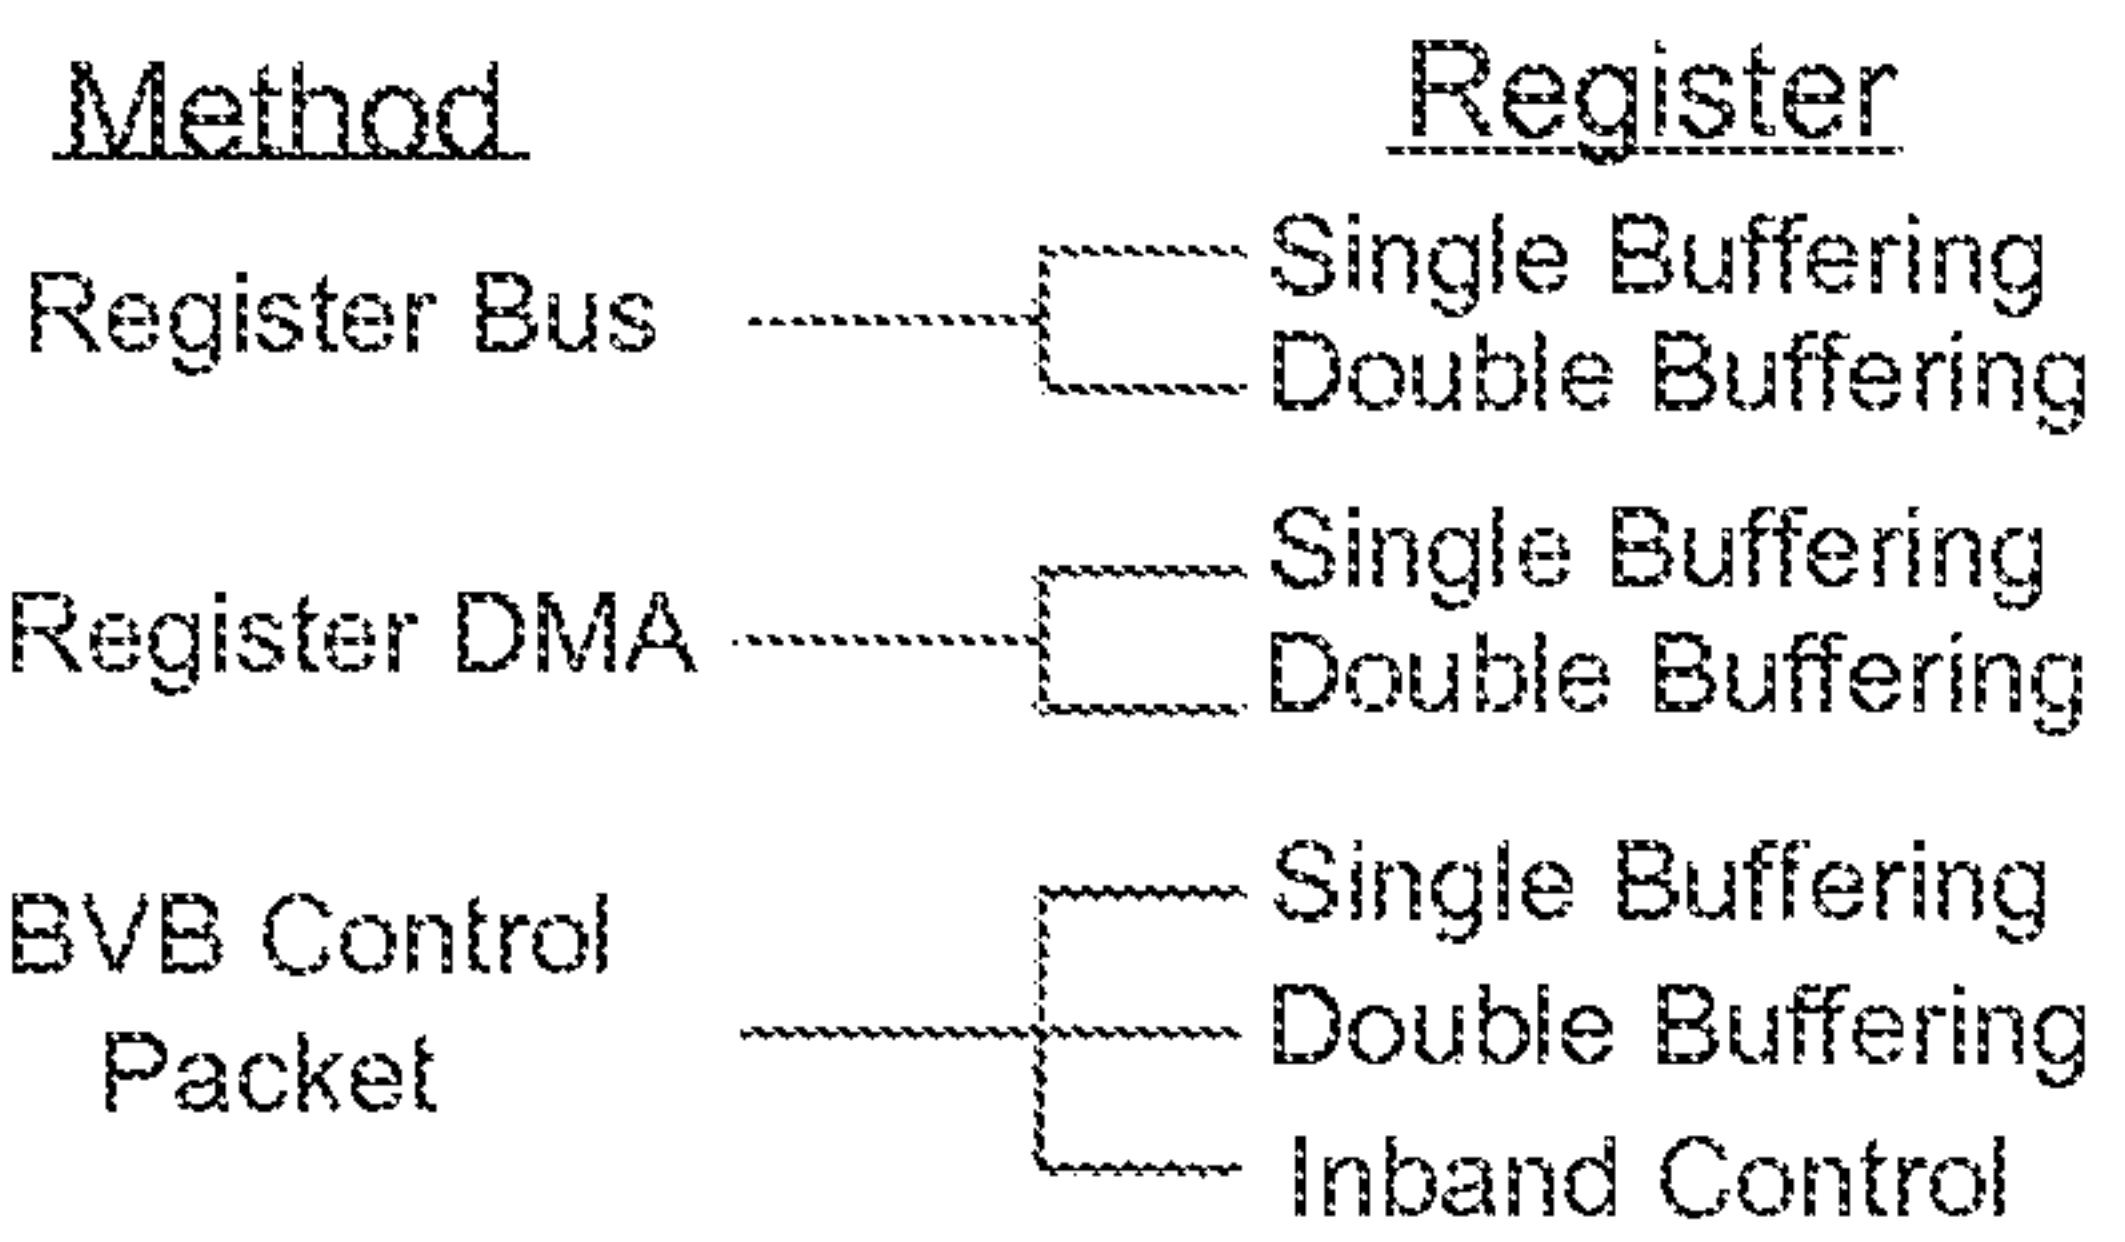 Method Register
Register Bus
Single Buffering
Double Buffering
Register DMA
Single Buffering
Double Buffering
BVB Control
Packet
Single Buffering
Double Buffering
Inband Control